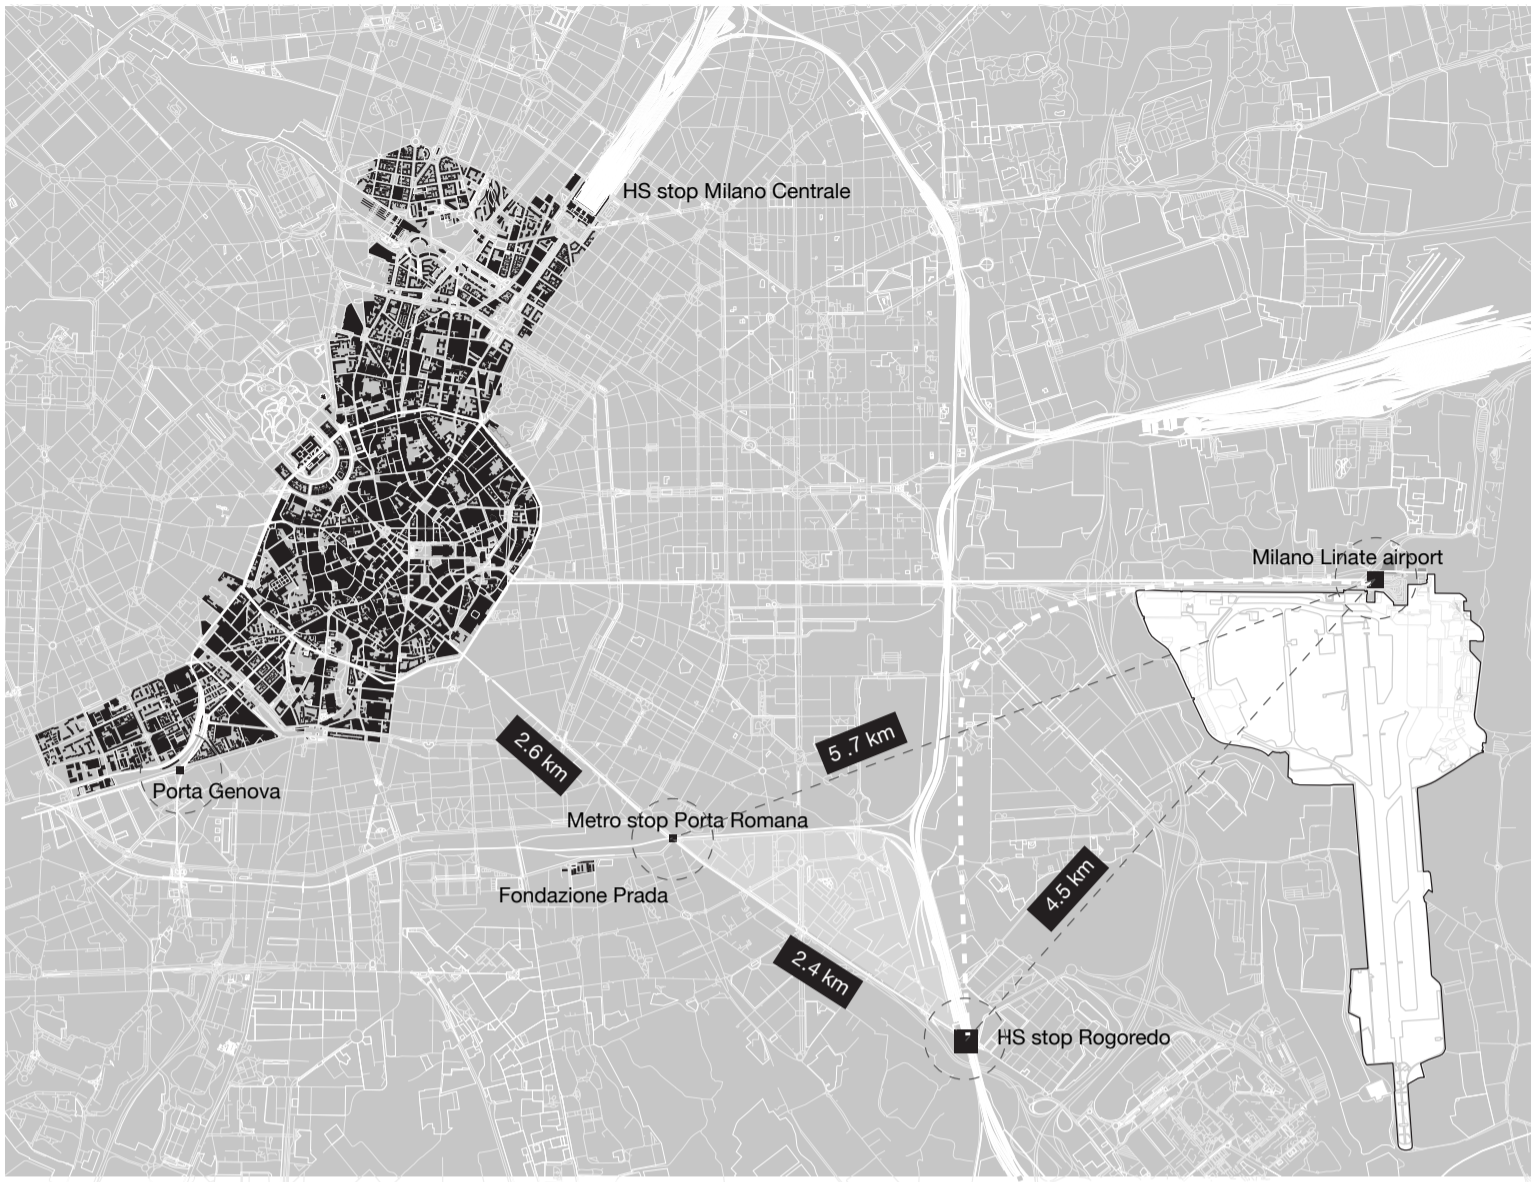 HS stop Milano Centrale
Milano Linate airport
2.6 km
5 .7 km
Porta Genova
Metro stop Porta Romana
Fondazione Prada
4.5 km
2.4 km
HS stop Rogoredo